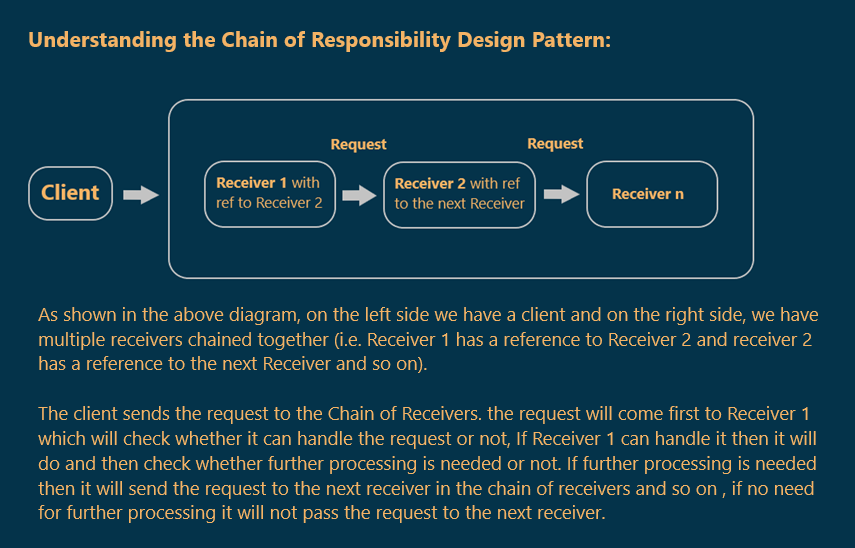 Understanding the Chain of Responsibility Design Pattern:
Request
Request
Client
Receiver 1 with
ref to Receiver 2
Receiver 2 with ref
to the next Receiver
Receiver n
As shown in the above diagram, on the left side we have a client and on the right side, we have
multiple receivers chained together (i.e. Receiver 1 has a reference to Receiver 2 and receiver 2
has a reference to the next Receiver and so on).
The client sends the request to the Chain of Receivers. the request will come first to Receiver 1
which will check whether it can handle the request or not, If Receiver 1 can handle it then it will
do and then check whether further processing is needed or not. If further processing is needed
then it will send the request to the next receiver in the chain of receivers and so on , if no need
for further processing it will not pass the request to the next receiver.